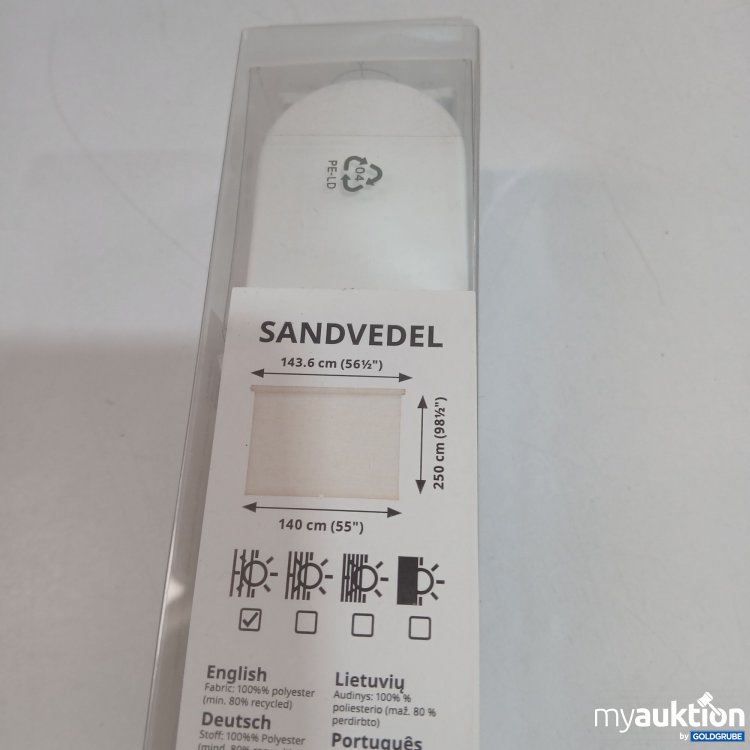 04
PE-LD
SANDVEDEL
143.6 cm (56½")
250 cm (98½")
140 cm (55")
English
Fabric: 100%% polyester
(min. 80% recycled)
Deutsch
Stoff: 100%% Polyester
(mind. 80%
Lietuvių
Audinys: 100% %
poliesterio (maž. 80 %
perdirbto)
Português
myauktion
by GOLDGRUBE